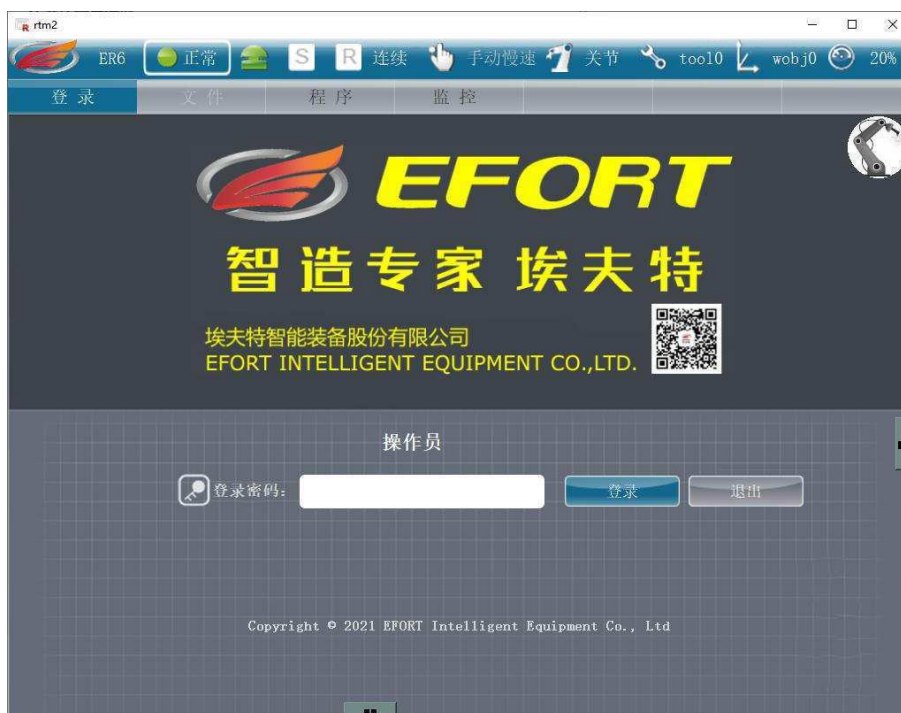 rtm2
ER6 正常 S R 连续 手动慢速 关节 tool0 wobj0 20%
登录 文件 程序 监控
EFORT
智造专家 埃夫特
埃夫特智能装备股份有限公司
EFORT INTELLIGENT EQUIPMENT CO.,LTD.
操作员
登录密码: 登录 退出
Copyright © 2021 EFORT Intelligent Equipment Co., Ltd